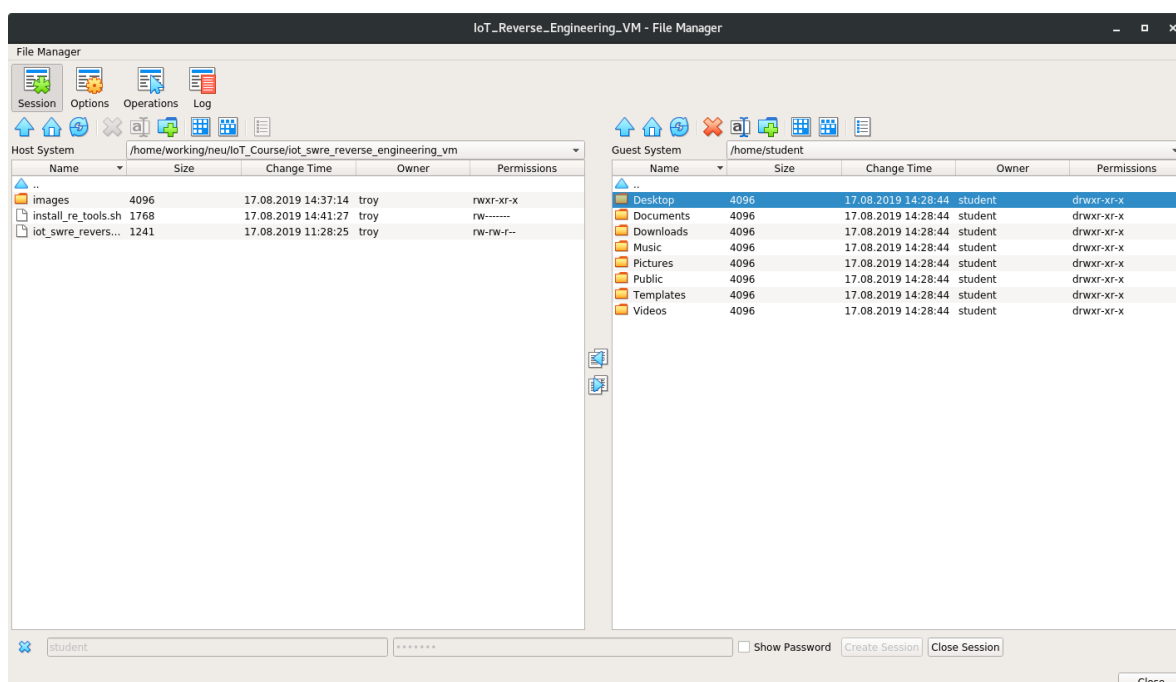 IoT_Reverse_Engineering_VM - File Manager
File Manager
Session Options Operations Log
Host System /home/working/neu/IoT_Course/iot_swre_reverse_engineering_vm Guest System /home/student
Name Size Change Time Owner Permissions Name Size Change Time Owner Permissions
.. ..
images 4096 17.08.2019 14:37:14 troy rwxr-xr-x Desktop 4096 17.08.2019 14:28:44 student drwxr-xr-x
install_re_tools.sh 1768 17.08.2019 14:41:27 troy rw------- Documents 4096 17.08.2019 14:28:44 student drwxr-xr-x
iot_swre_revers... 1241 17.08.2019 11:28:25 troy rw-rw-r-- Downloads 4096 17.08.2019 14:28:44 student drwxr-xr-x
Music 4096 17.08.2019 14:28:44 student drwxr-xr-x
Pictures 4096 17.08.2019 14:28:44 student drwxr-xr-x
Public 4096 17.08.2019 14:28:44 student drwxr-xr-x
Templates 4096 17.08.2019 14:28:44 student drwxr-xr-x
Videos 4096 17.08.2019 14:28:44 student drwxr-xr-x
student ******* Show Password Create Session Close Session
Close